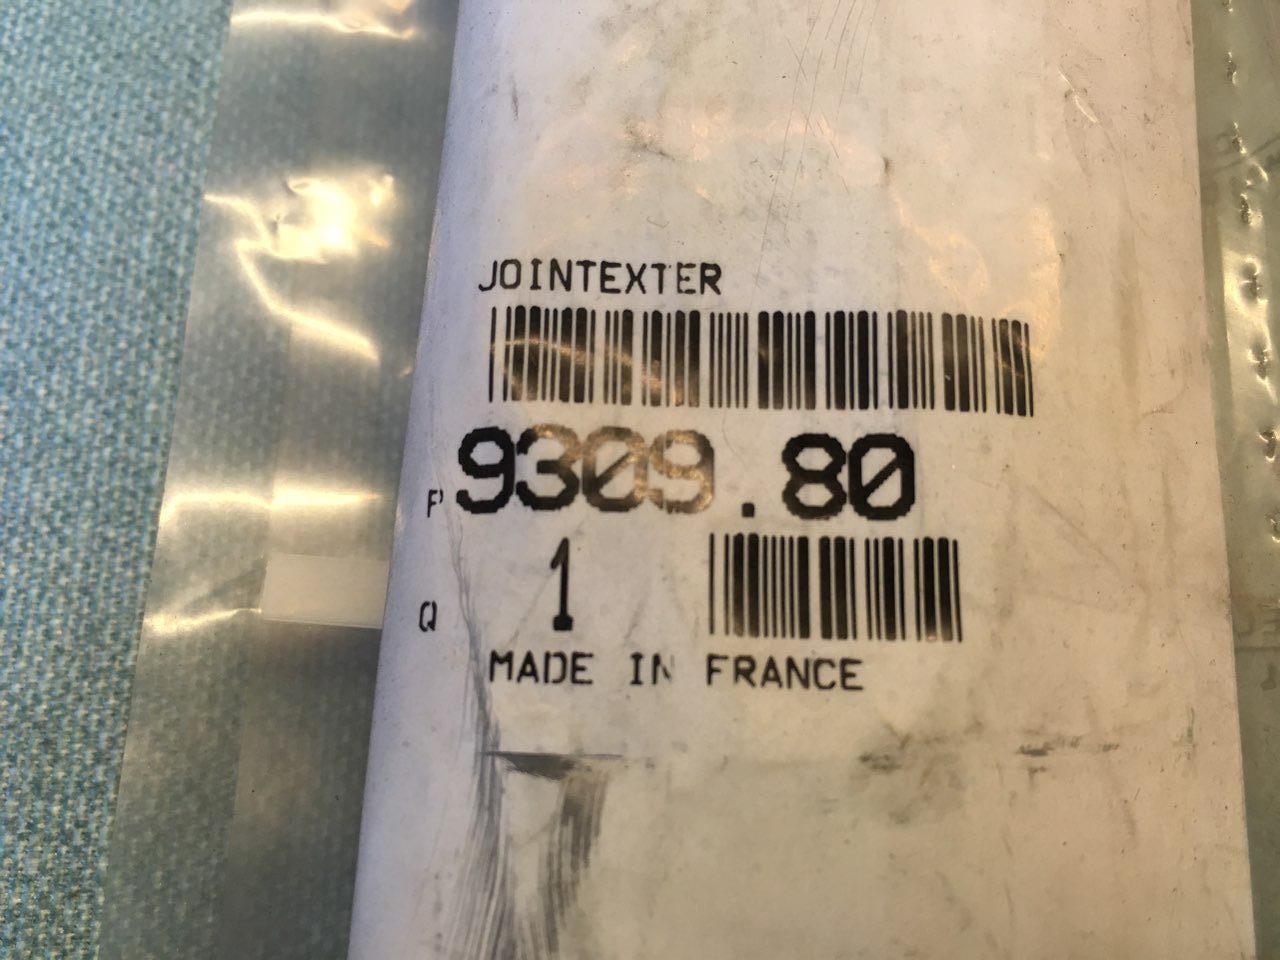 JOINTEXTER
P 9309.80
Q 1
MADE IN FRANCE